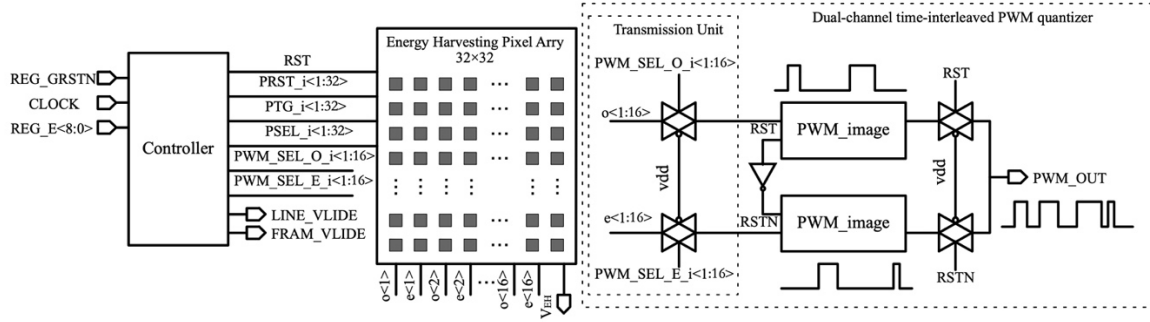 Dual-channel time-interleaved PWM quantizer
Energy Harvesting Pixel Arry
32×32
Transmission Unit
REG_GRSTN
CLOCK
REG_E<8:0>
Controller
RST
PRST_i<1:32>
PTG_i<1:32>
PSEL_i<1:32>
PWM_SEL_O_i<1:16>
PWM_SEL_E_i<1:16>
LINE_VLIDE
FRAM_VLIDE
...
...
...
...
...
o<1>
e<1>
o<2>
e<2>
......
o<16>
e<16>
VEH
PWM_SEL_O_i<1:16>
o<1:16>
vdd
e<1:16>
PWM_SEL_E_i<1:16>
RST
PWM_image
RSTN
PWM_image
RST
vdd
RSTN
PWM_OUT